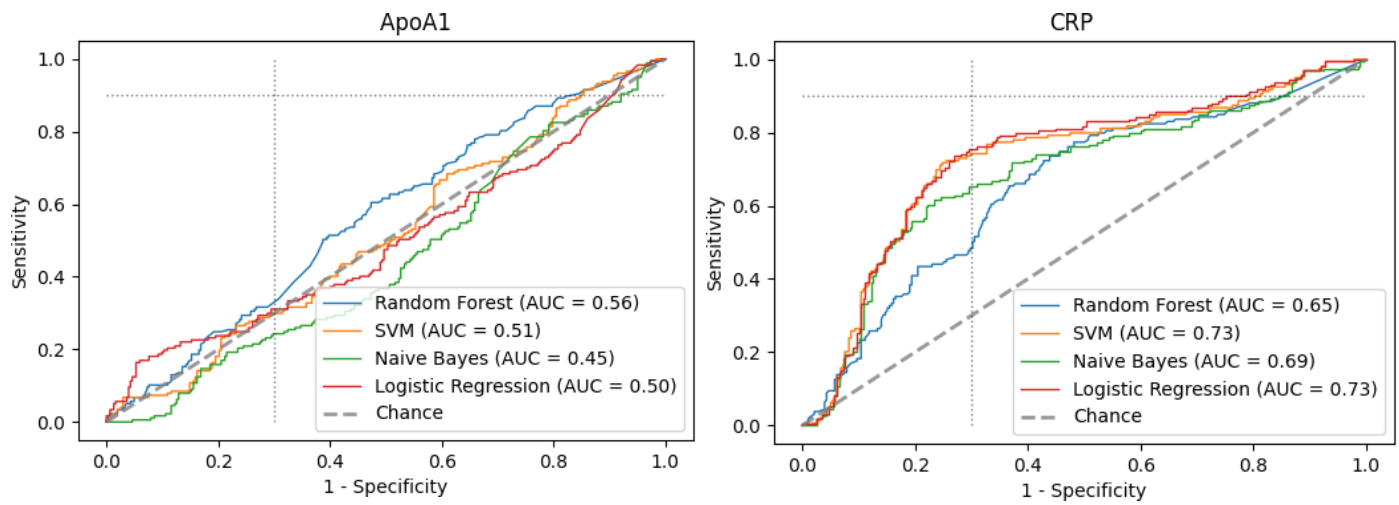 ApoA1
1.0
0.8
0.6
0.4
0.2
0.0
Sensitivity
Random Forest (AUC = 0.56)
SVM (AUC = 0.51)
Naive Bayes (AUC = 0.45)
Logistic Regression (AUC = 0.50)
Chance
0.0 0.2 0.4 0.6 0.8 1.0
1 - Specificity
CRP
1.0
0.8
0.6
0.4
0.2
0.0
Sensitivity
Random Forest (AUC = 0.65)
SVM (AUC = 0.73)
Naive Bayes (AUC = 0.69)
Logistic Regression (AUC = 0.73)
Chance
0.0 0.2 0.4 0.6 0.8 1.0
1 - Specificity